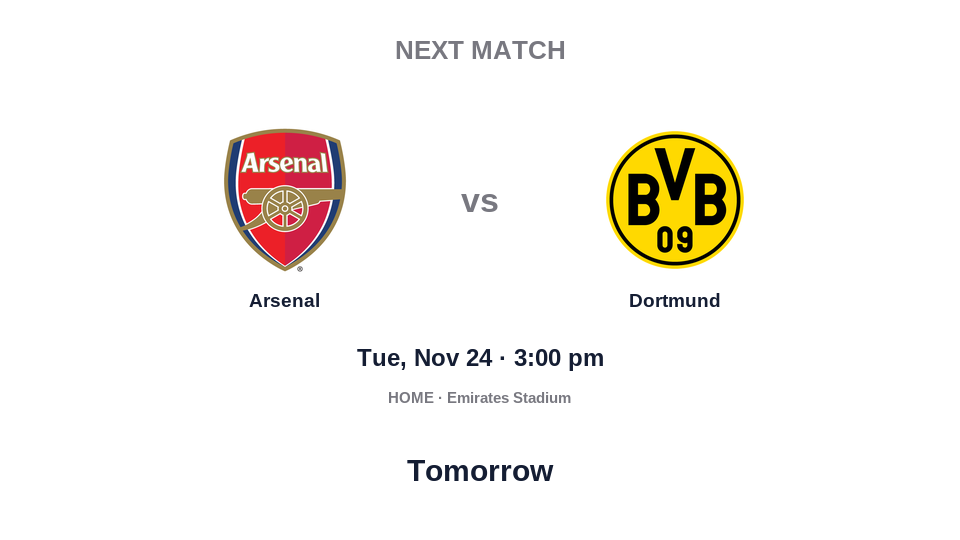 NEXT MATCH
Arsenal
vs
BVB
09
®
Arsenal
Dortmund
Tue, Nov 24 · 3:00 pm
HOME · Emirates Stadium
Tomorrow